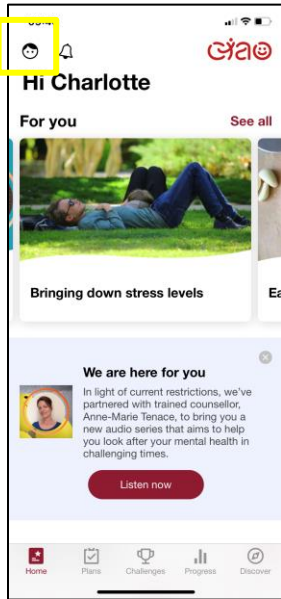 ciao
Hi Charlotte
For you See all
Bringing down stress levels Ea
We are here for you
In light of current restrictions, we've
partnered with trained counsellor,
Anne-Marie Tenace, to bring you a
new audio series that aims to help
you look after your mental health in
challenging times.
Listen now
Home Plans Challenges Progress Discover